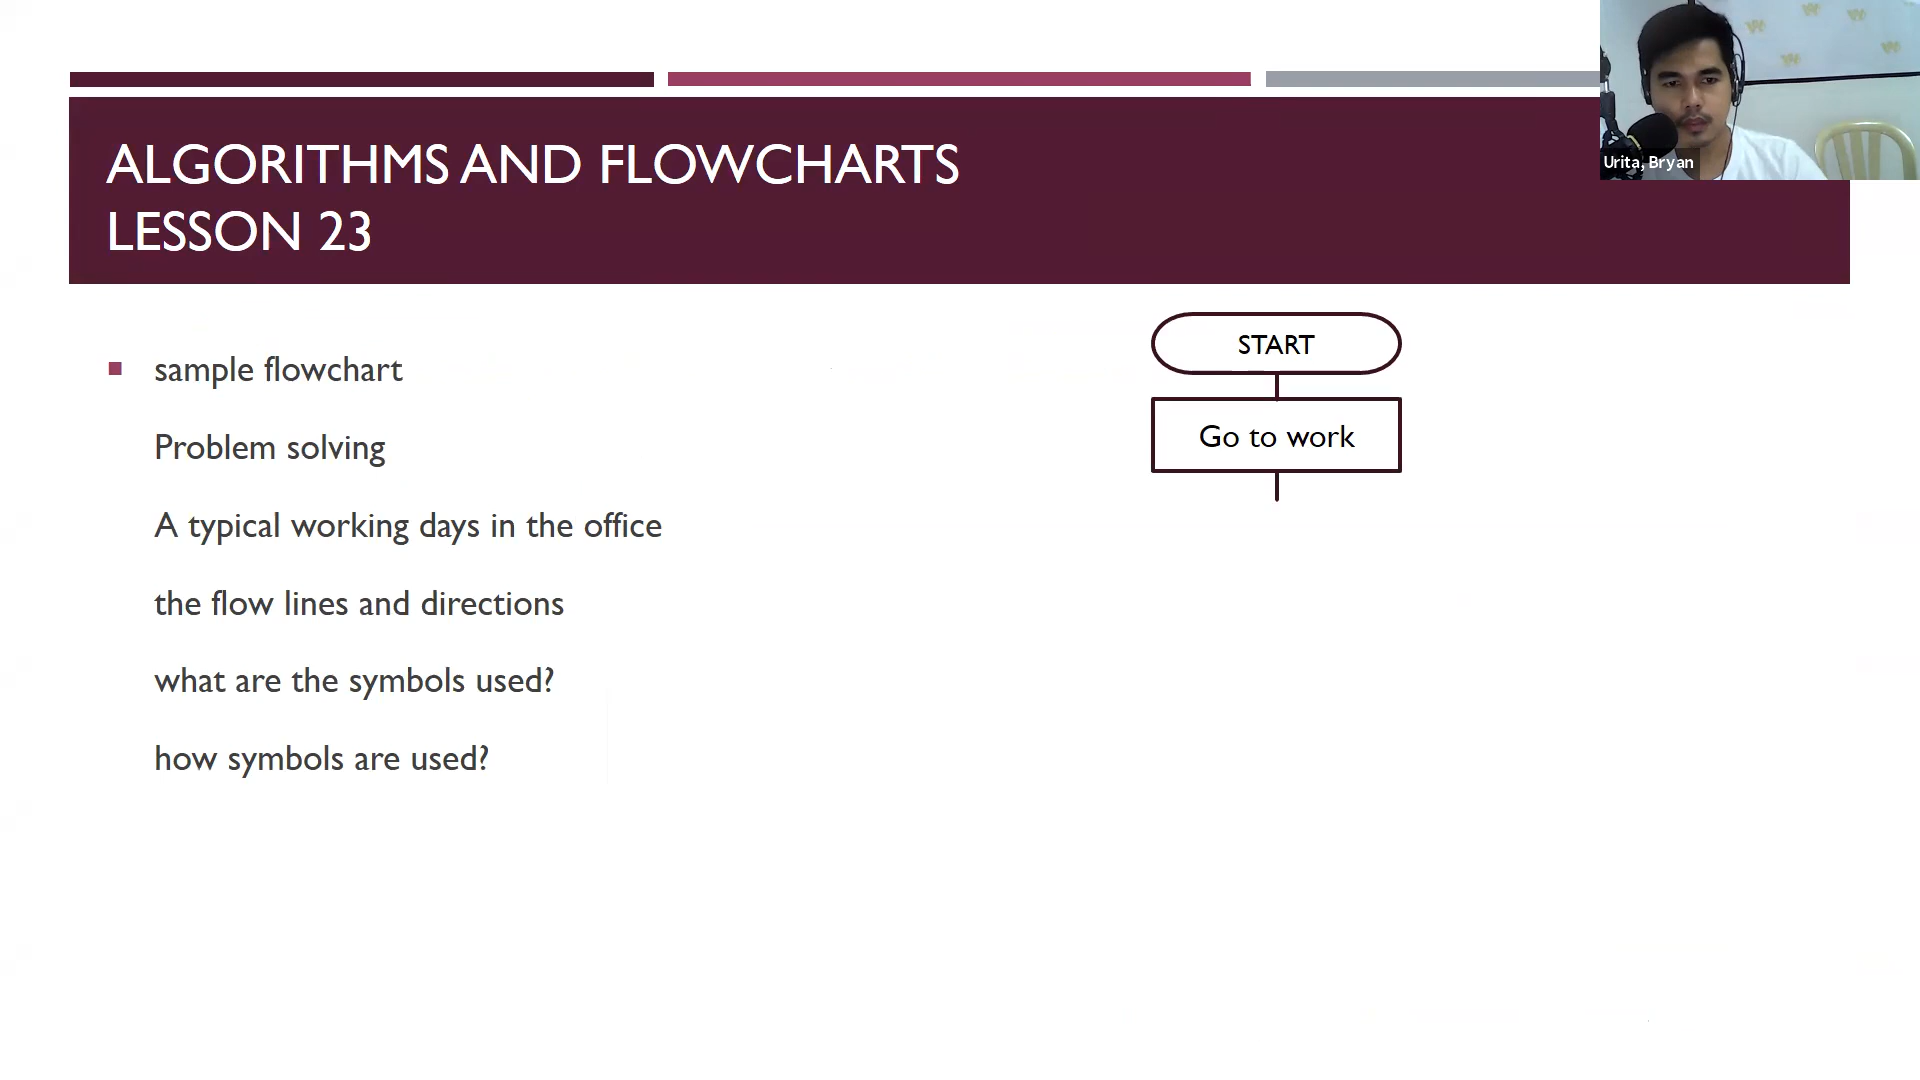 ALGORITHMS AND FLOWCHARTS
LESSON 23
Urita, Bryan
sample flowchart
Problem solving
A typical working days in the office
the flow lines and directions
what are the symbols used?
how symbols are used?
START
Go to work